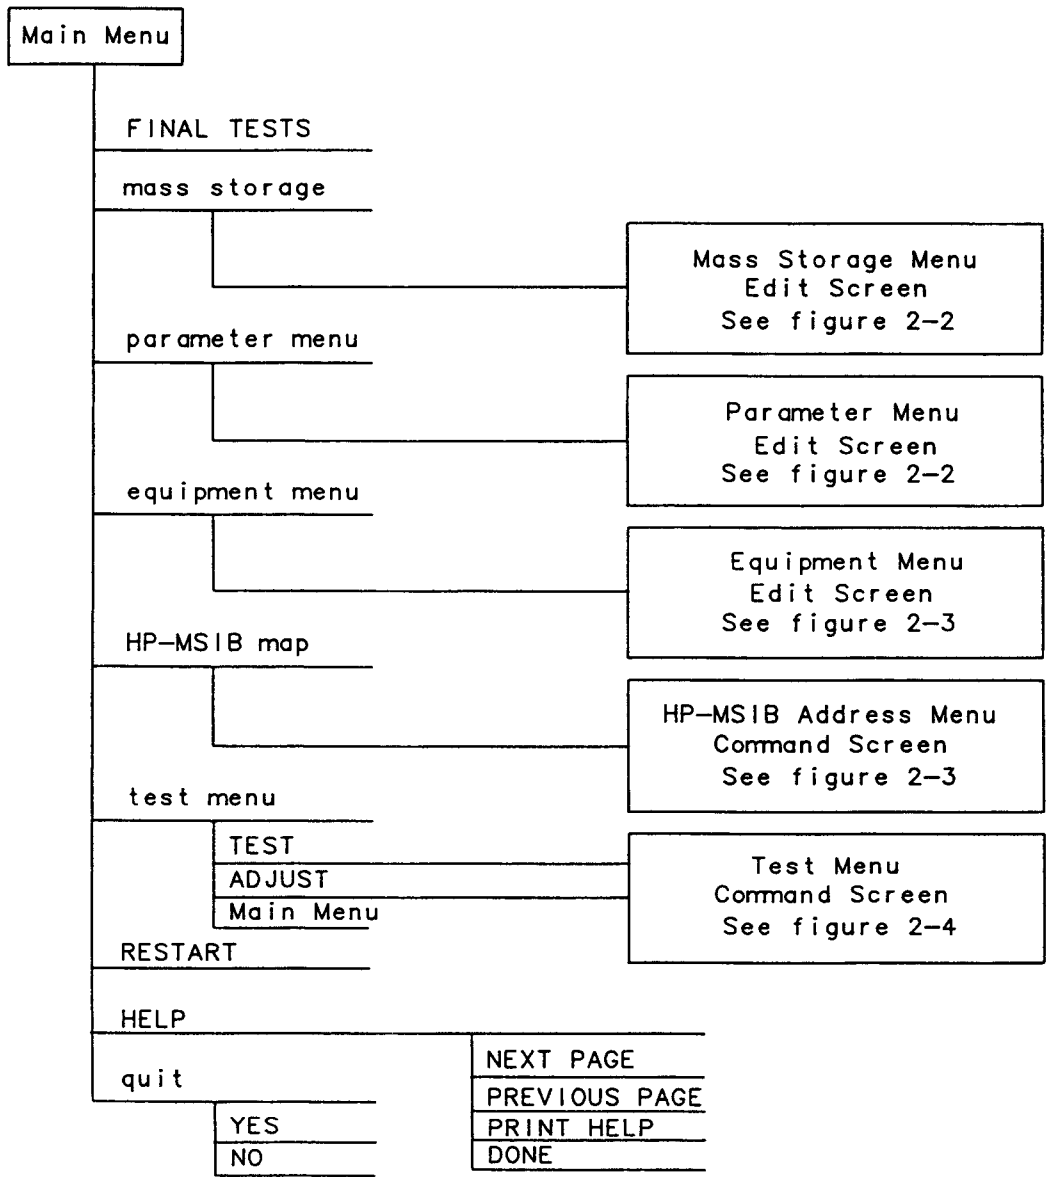 Main Menu
FINAL TESTS
mass storage
Mass Storage Menu
Edit Screen
See figure 2-2
parameter menu
Parameter Menu
Edit Screen
See figure 2-2
equipment menu
Equipment Menu
Edit Screen
See figure 2-3
HP-MSIB map
HP-MSIB Address Menu
Command Screen
See figure 2-3
test menu
TEST
ADJUST
Main Menu
Test Menu
Command Screen
See figure 2-4
RESTART
HELP
NEXT PAGE
PREVIOUS PAGE
PRINT HELP
DONE
quit
YES
NO